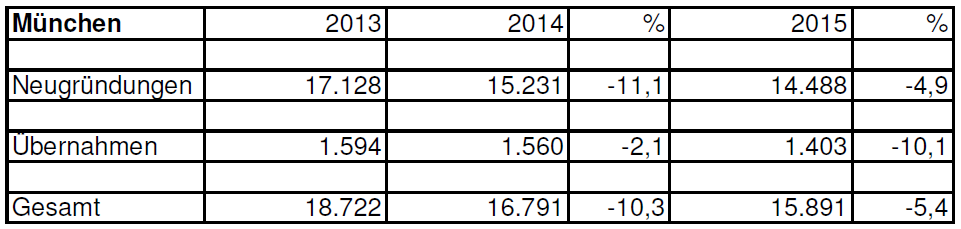 München 2013 2014 % 2015 %
Neugründungen 17.128 15.231 -11,1 14.488 -4,9
Übernahmen 1.594 1.560 -2,1 1.403 -10,1
Gesamt 18.722 16.791 -10,3 15.891 -5,4